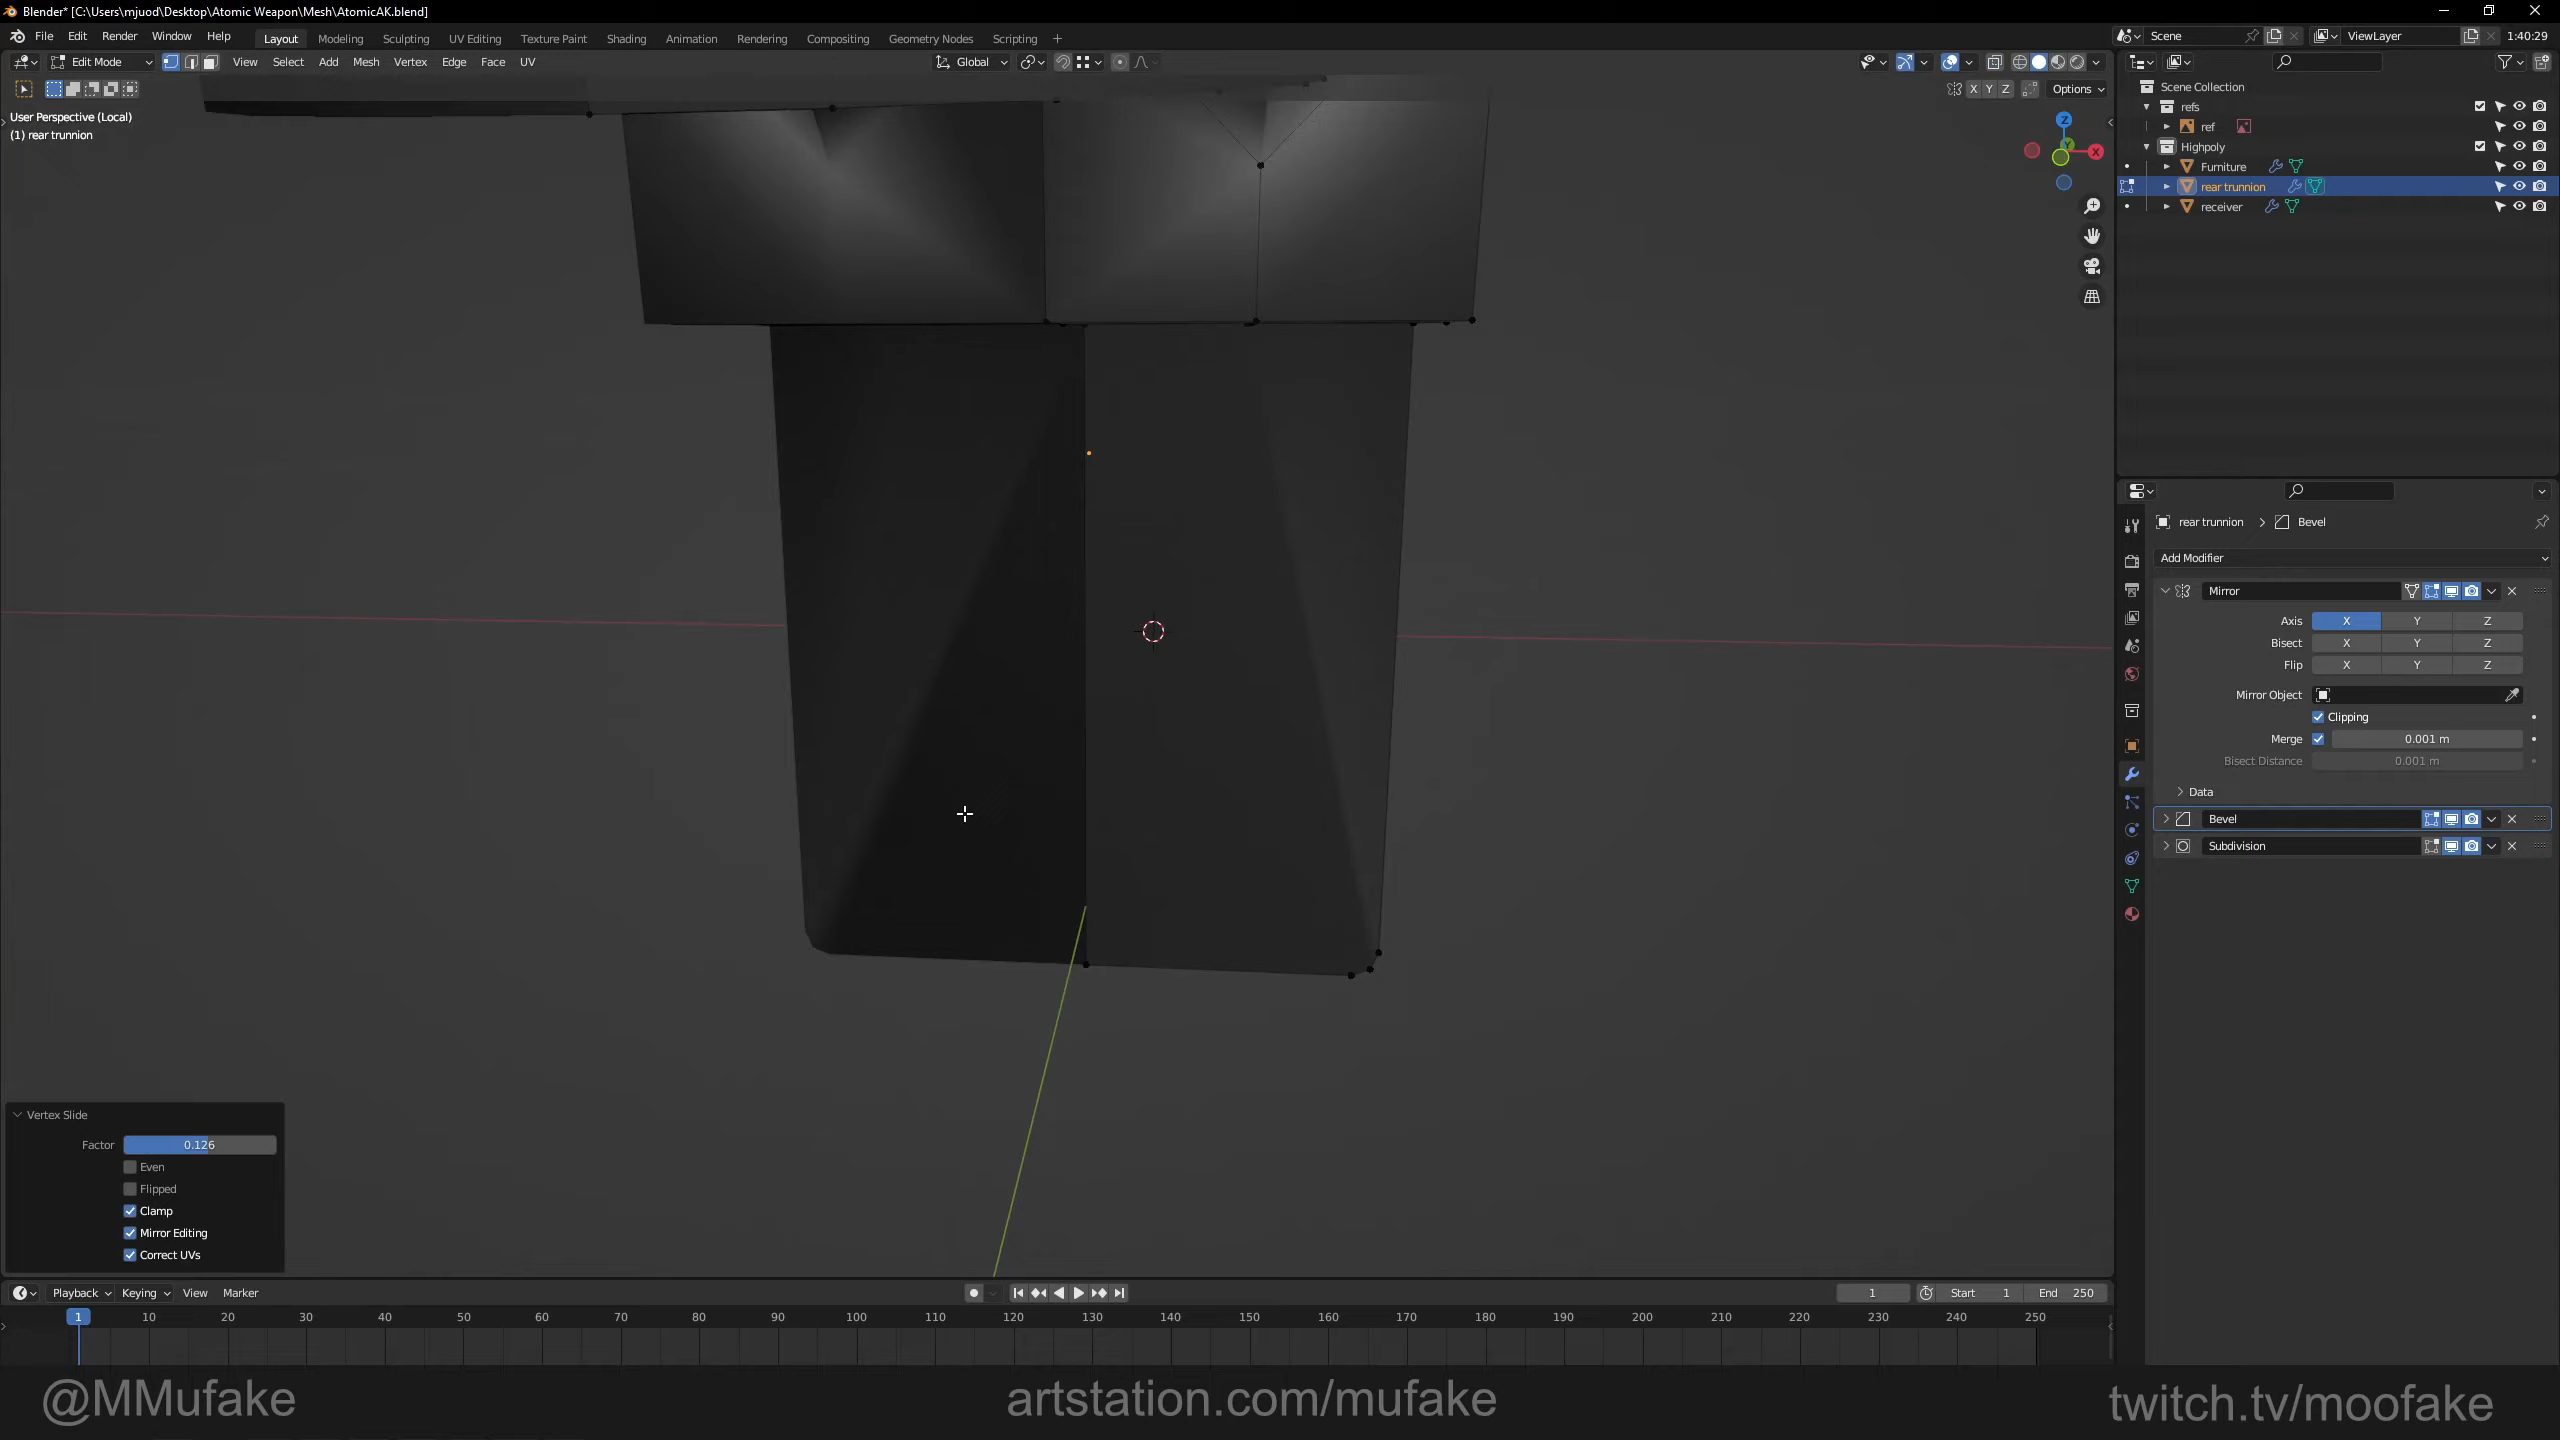 Blender* [C:\Users\mjuod\Desktop\Atomic Weapon\Mesh\AtomicAK.blend]
File Edit Render Window Help Layout Modeling Sculpting UV Editing Texture Paint Shading Animation Rendering Compositing Geometry Nodes Scripting + Scene ViewLayer 1:40:29
Edit Mode View Select Add Mesh Vertex Edge Face UV Global
X Y Z Options
User Perspective (Local)
(1) rear trunnion
Z
Y
X
Scene Collection
refs
ref
Highpoly
Furniture
rear trunnion
receiver
rear trunnion > Bevel
Add Modifier
Mirror
Axis X Y Z
Bisect X Y Z
Flip X Y Z
Mirror Object
Clipping
Merge 0.001 m
Bisect Distance 0.001 m
Data
Bevel
Subdivision
Vertex Slide
Factor 0.126
Even
Flipped
Clamp
Mirror Editing
Correct UVs
Playback Keying View Marker 1 Start 1 End 250
1 10 20 30 40 50 60 70 80 90 100 110 120 130 140 150 160 170 180 190 200 210 220 230 240 250
@MMufake artstation.com/mufake twitch.tv/moofake